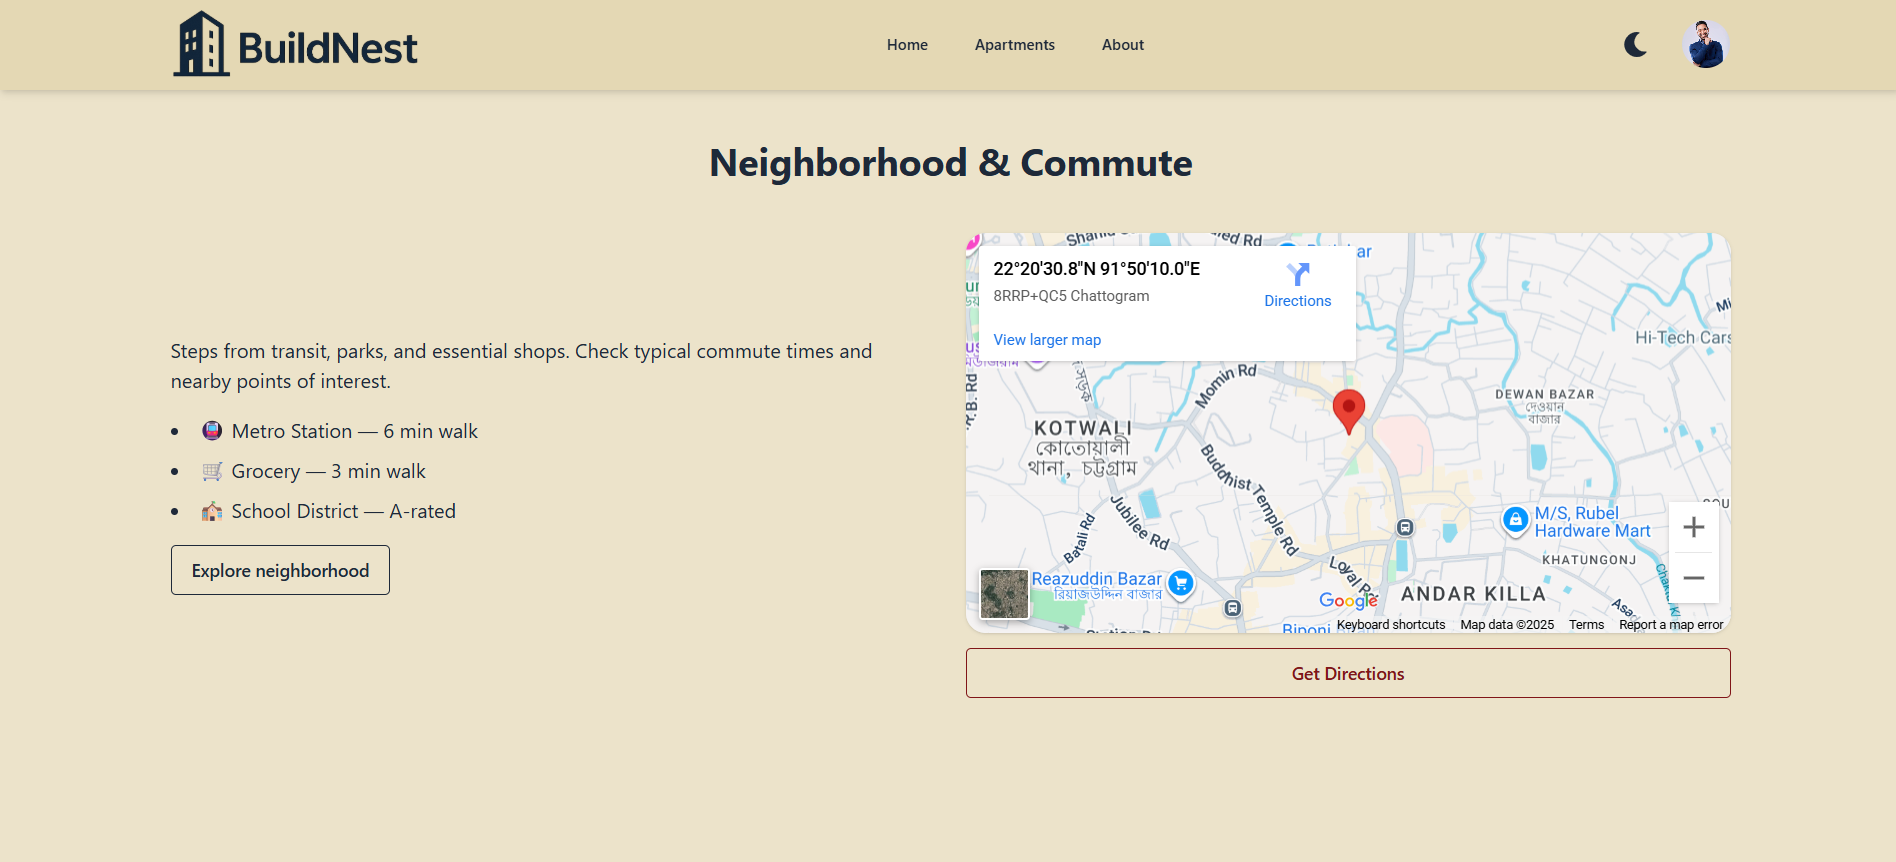 BuildNest
Home
Apartments
About
Neighborhood & Commute
Steps from transit, parks, and essential shops. Check typical commute times and
nearby points of interest.
Metro Station — 6 min walk
Grocery — 3 min walk
School District — A-rated
Explore neighborhood
22°20'30.8"N 91°50'10.0"E
8RRP+QC5 Chattogram
Directions
View larger map
Momin Rd
KOTWALI
কোতোয়ালী
থানা, চট্টগ্রাম
Buddhist Temple Rd
Jubilee Rd
Batali Rd
Reazuddin Bazar
রিয়াজউদ্দিন বাজার
Loyal Rd
ANDAR KILLA
Hi-Tech Cars
DEWAN BAZAR
দেওয়ান
বাজার
M/S, Rubel
Hardware Mart
KHATUNGONJ
Google
Keyboard shortcuts
Map data ©2025
Terms
Report a map error
Get Directions